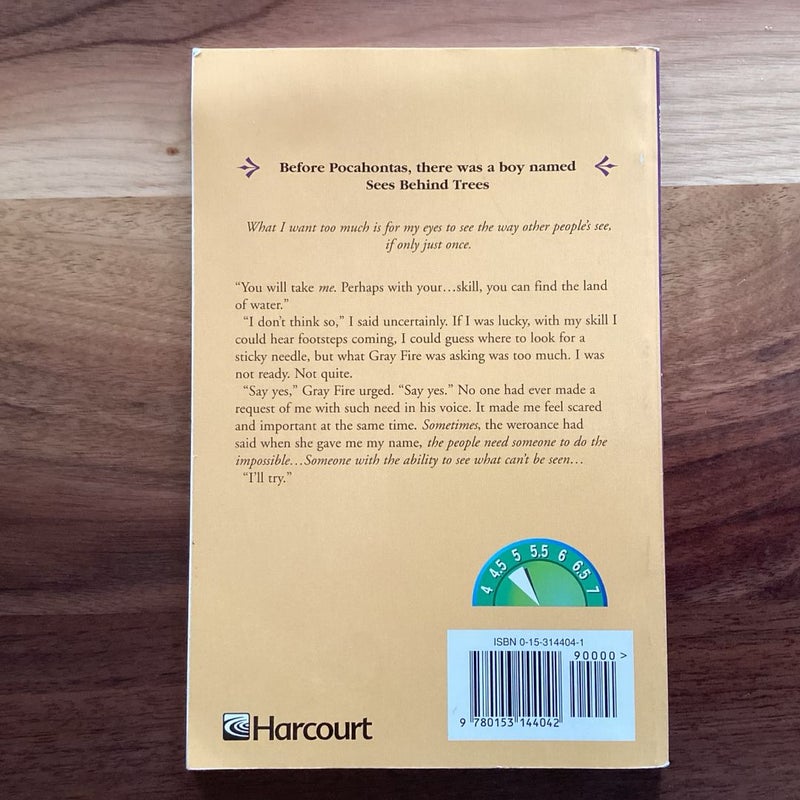 Before Pocahontas, there was a boy named
Sees Behind Trees
What I want too much is for my eyes to see the way other people's see,
if only just once.
“You will take me. Perhaps with your…skill, you can find the land
of water.”
“I don't think so,” I said uncertainly. If I was lucky, with my skill I
could hear footsteps coming, I could guess where to look for a
sticky needle, but what Gray Fire was asking was too much. I was
not ready. Not quite.
“Say yes,” Gray Fire urged. “Say yes.” No one had ever made a
request of me with such need in his voice. It made me feel scared
and important at the same time. Sometimes, the weroance had
said when she gave me my name, the people need someone to do the
impossible…Someone with the ability to see what can't be seen…
“I'll try.”
4 4.5 5 5.5 6 6.5 7
ISBN 0-15-314404-1
90000 >
9 780153 144042
Harcourt